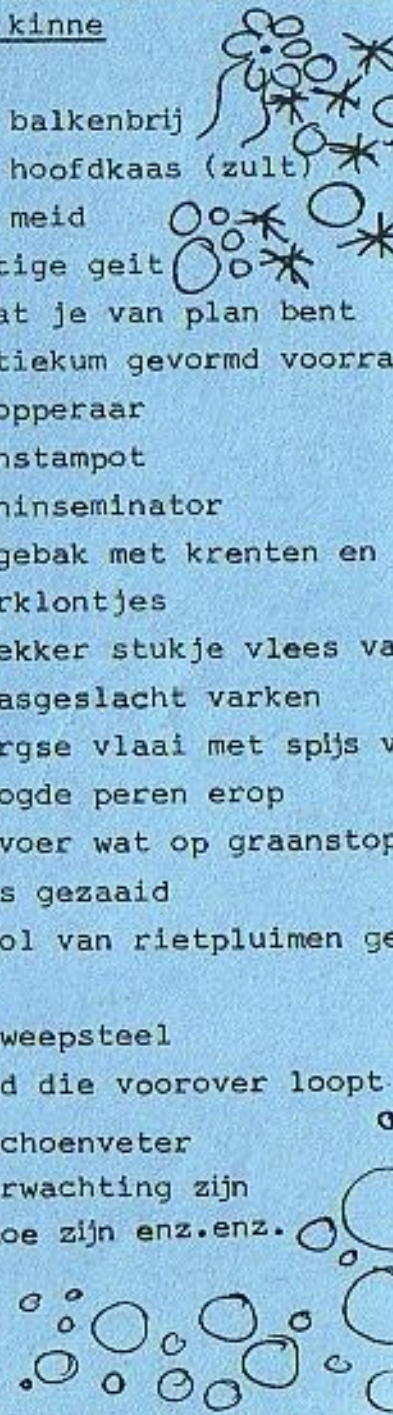 kinne
balkenbrij
hoofdkaas (zult)
meid
tige geit
at je van plan bent
tiekum gevormd voorra
opperaar
nstampot
ninseminator
gebak met krenten en
rklontjes
ekker stukje vlees va
asgeslacht varken
rgse vlaai met spijs v
ogde peren erop
voer wat op graanstop
s gezaaid
ol van rietpluimen ge
weepsteel
d die voorover loopt
choenveter
rwachting zijn
oe zijn enz.enz.